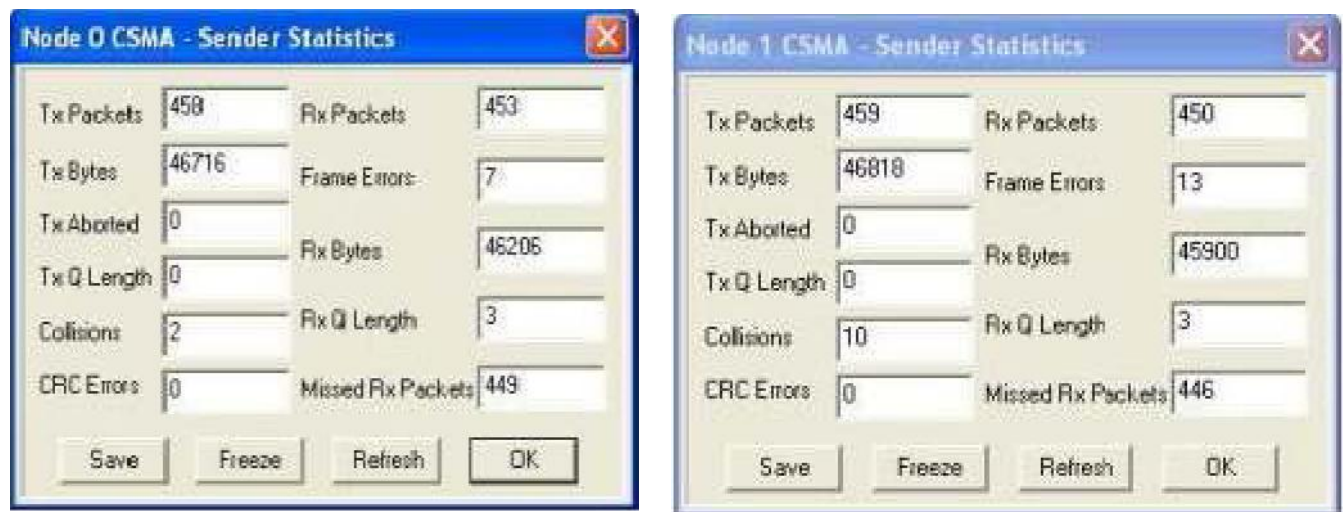 Node 0 CSMA - Sender Statistics
Tx Packets 458 Rx Packets 453
Tx Bytes 46716 Frame Errors 7
Tx Aborted 0
Rx Bytes 46206
Tx Q Length 0
Rx Q Length 3
Collisions 2
CRC Errors 0 Missed Rx Packets 449
Save Freeze Refresh OK
Node 1 CSMA - Sender Statistics
Tx Packets 459 Rx Packets 450
Tx Bytes 46818 Frame Errors 13
Tx Aborted 0
Rx Bytes 45900
Tx Q Length 0
Rx Q Length 3
Collisions 10
CRC Errors 0 Missed Rx Packets 446
Save Freeze Refresh OK